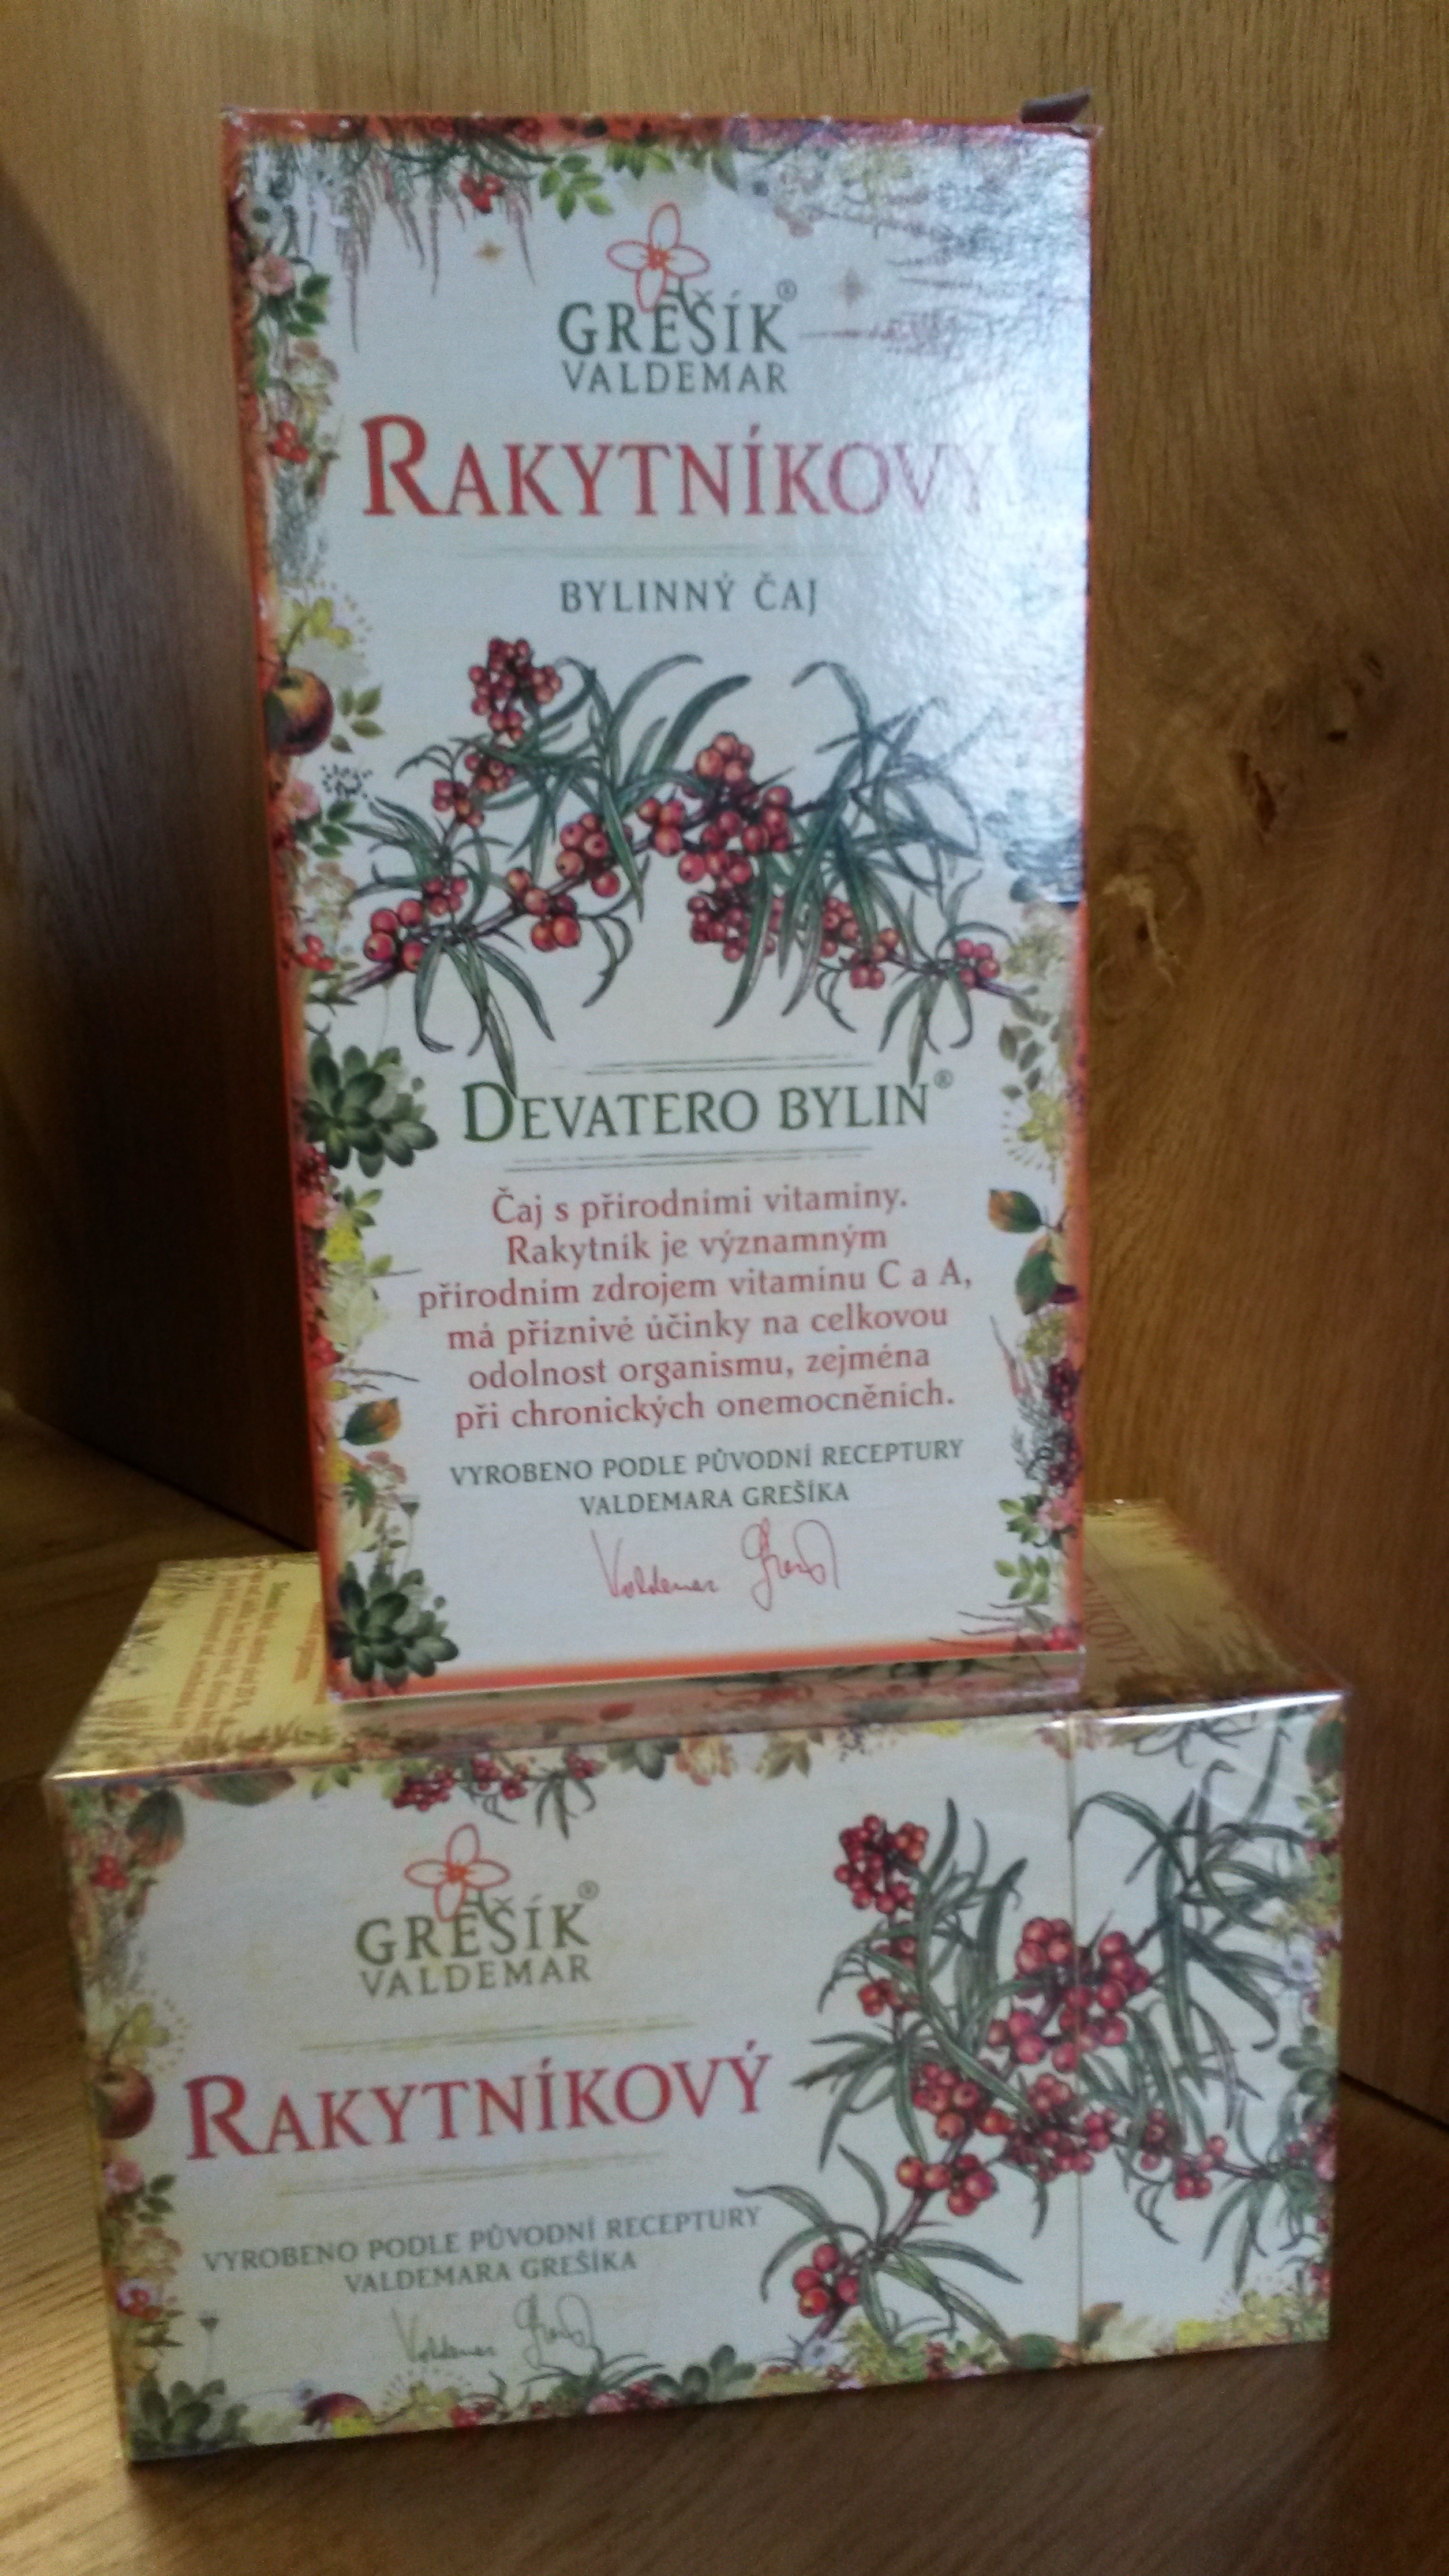 GREŠÍK®
VALDEMAR
RAKYTNÍKOVÝ
BYLINNÝ ČAJ
DEVATERO BYLIN®
Čaj s přírodními vitamíny.
Rakytník je významným
přírodním zdrojem vitamínu C a A,
má příznivé účinky na celkovou
odolnost organismu, zejména
při chronických onemocněních.
VYROBENO PODLE PŮVODNÍ RECEPTURY
VALDEMARA GREŠÍKA
GREŠÍK®
VALDEMAR
RAKYTNÍKOVÝ
VYROBENO PODLE PŮVODNÍ RECEPTURY
VALDEMARA GREŠÍKA